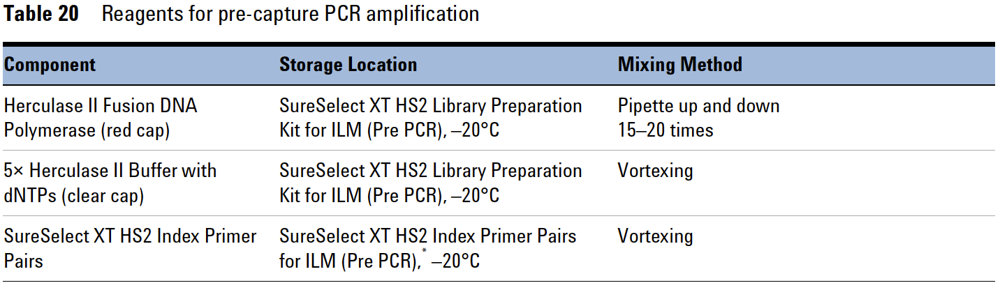 Table 20 Reagents for pre-capture PCR amplification
Component Storage Location Mixing Method
Herculase II Fusion DNA SureSelect XT HS2 Library Preparation Pipette up and down
Polymerase (red cap) Kit for ILM (Pre PCR), –20°C 15–20 times
5× Herculase II Buffer with SureSelect XT HS2 Library Preparation Vortexing
dNTPs (clear cap) Kit for ILM (Pre PCR), –20°C
SureSelect XT HS2 Index Primer SureSelect XT HS2 Index Primer Pairs Vortexing
Pairs for ILM (Pre PCR),* –20°C